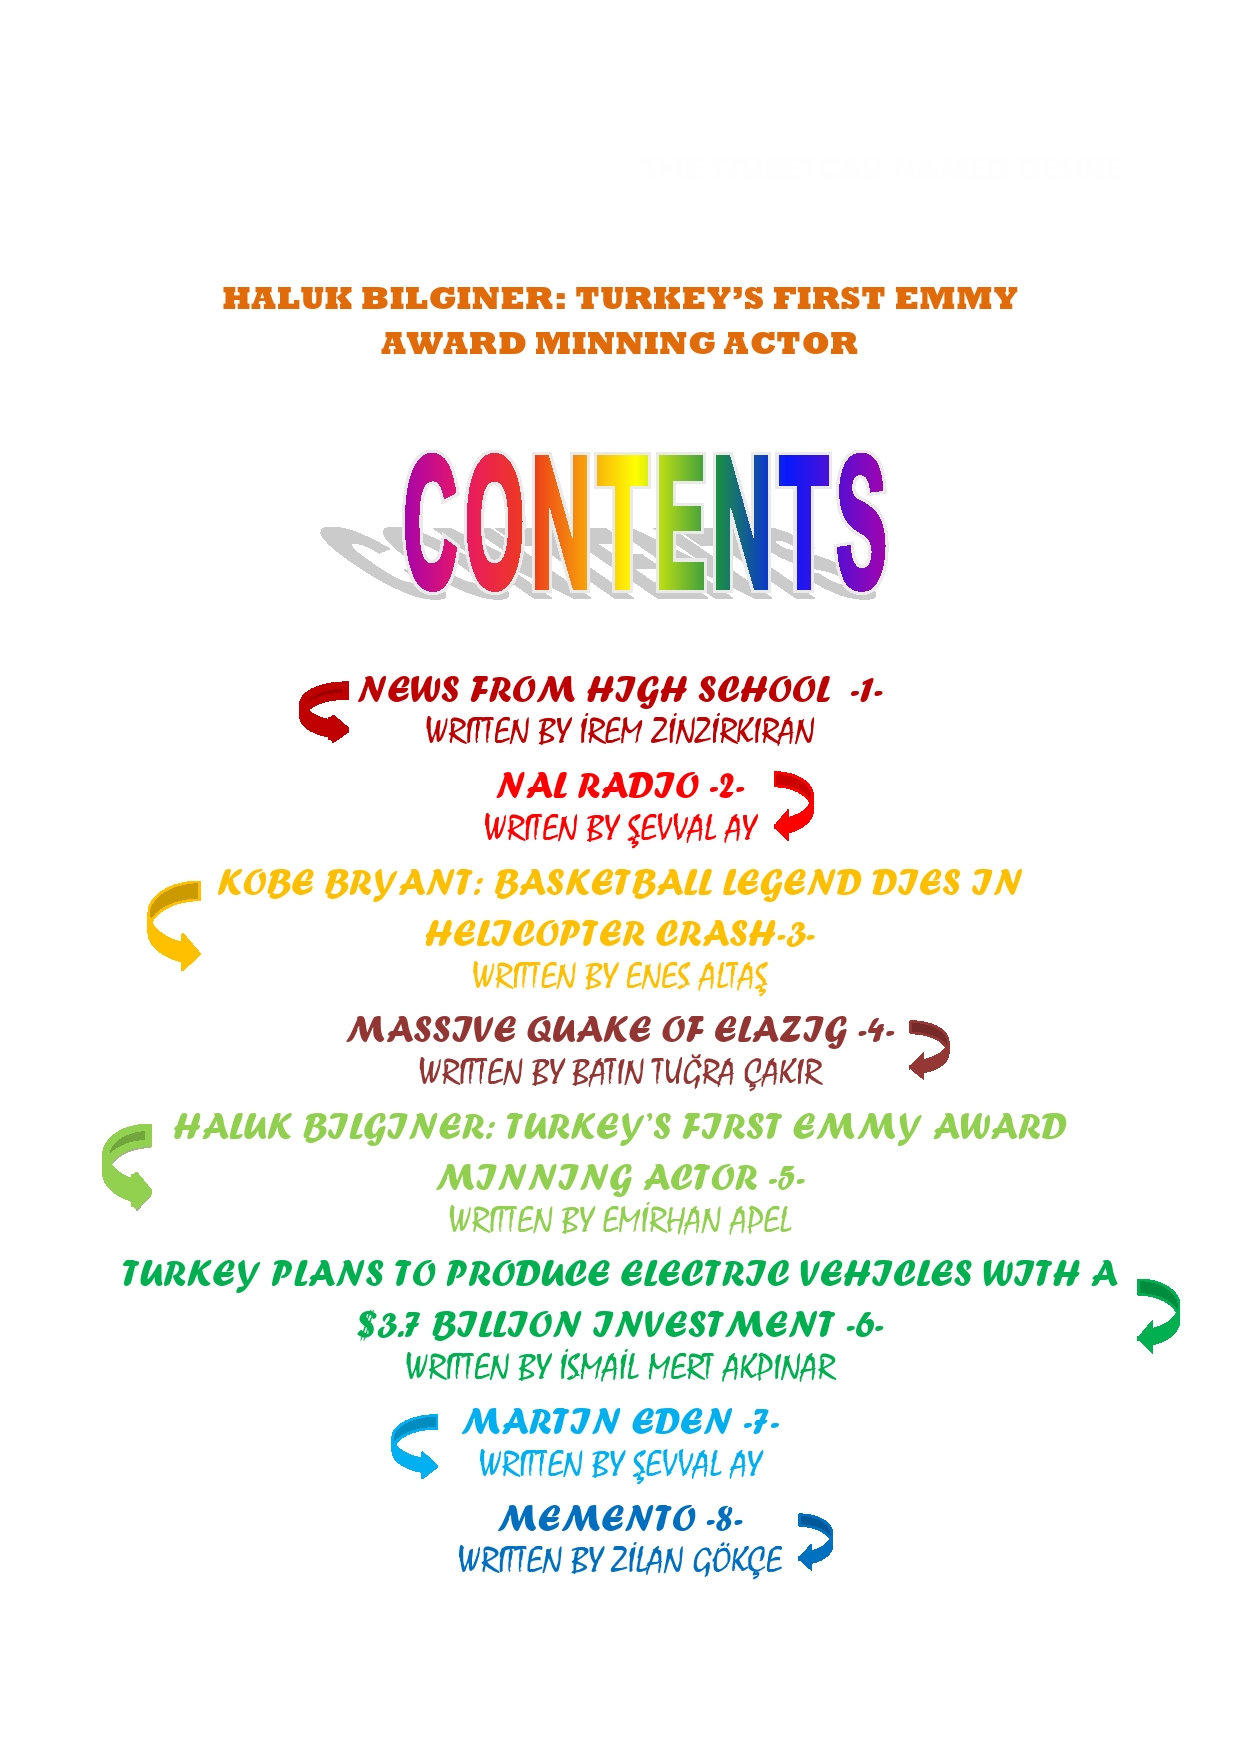 HALUK BILGINER: TURKEY’S FIRST EMMY
AWARD MINNING ACTOR
CONTENTS
NEWS FROM HIGH SCHOOL -1-
WRITTEN BY İREM ZİNZİRKIRAN
NAL RADIO -2-
WRITEN BY ŞEVVAL AY
KOBE BRYANT: BASKETBALL LEGEND DIES IN
HELICOPTER CRASH-3-
WRITTEN BY ENES ALTAŞ
MASSIVE QUAKE OF ELAZIG -4-
WRITTEN BY BATIN TUĞRA ÇAKIR
HALUK BILGINER: TURKEY’S FIRST EMMY AWARD
MINNING ACTOR -5-
WRITTEN BY EMİRHAN APEL
TURKEY PLANS TO PRODUCE ELECTRIC VEHICLES WITH A
$3.7 BILLION INVESTMENT -6-
WRITTEN BY İSMAİL MERT AKPINAR
MARTIN EDEN -7-
WRITTEN BY ŞEVVAL AY
MEMENTO -8-
WRITTEN BY ZİLAN GÖKÇE